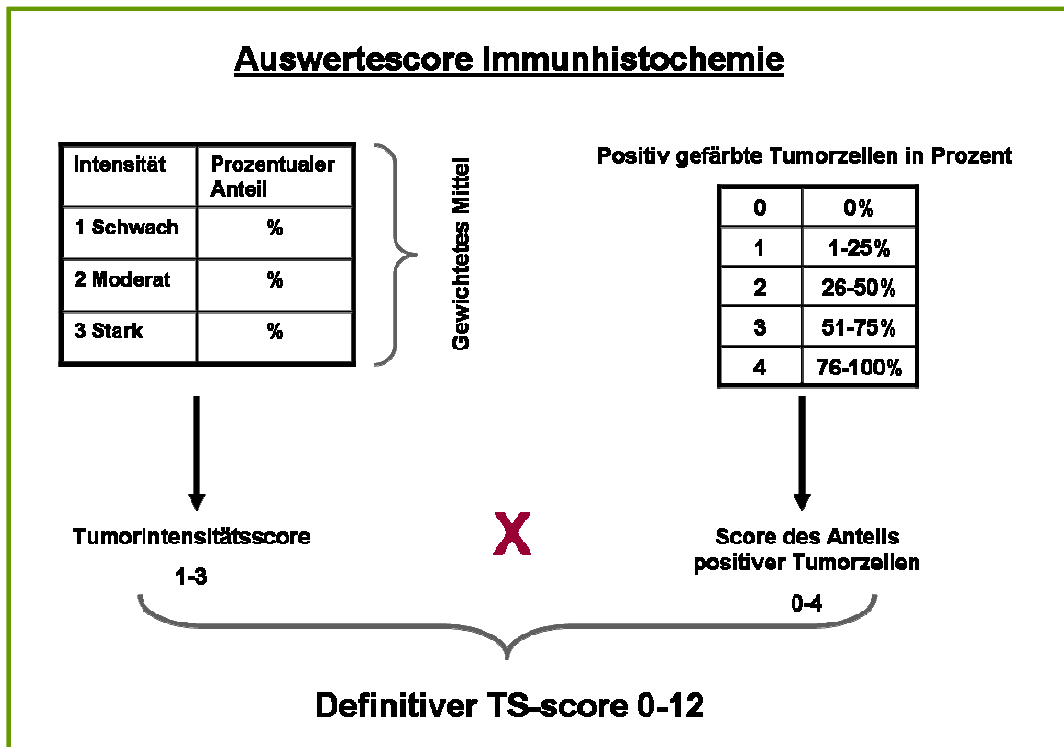 Auswertescore Immunhistochemie
Intensität Prozentualer
Anteil
1 Schwach %
2 Moderat %
3 Stark %
Gewichtetes Mittel
Positiv gefärbte Tumorzellen in Prozent
0 0%
1 1-25%
2 26-50%
3 51-75%
4 76-100%
Tumorintensitätsscore
1-3
X
Score des Anteils
positiver Tumorzellen
0-4
Definitiver TS-score 0-12